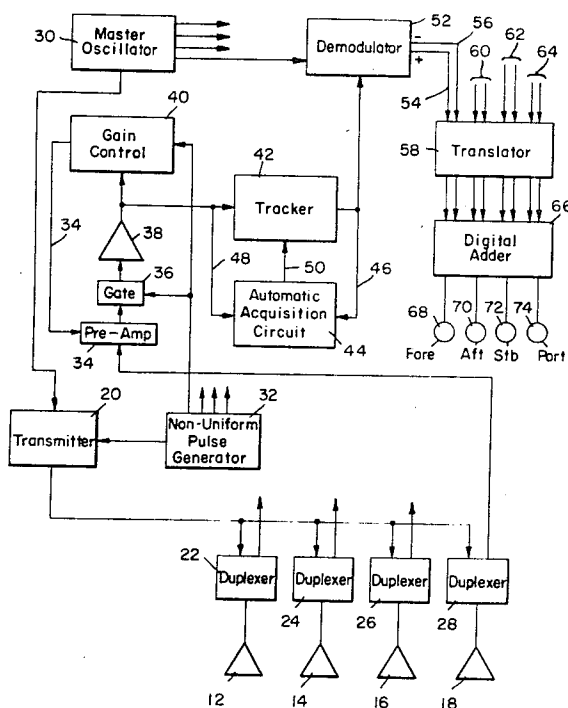 30
Master
Oscillator
52
Demodulator
-
+
56
54
60
62
64
58
Translator
66
Digital
Adder
68
70
72
74
Fore
Aft
Stb
Port
40
Gain
Control
42
Tracker
34
38
48
50
46
36
Gate
Automatic
Acquisition
Circuit
44
Pre-Amp
34
20
Transmitter
32
Non-Uniform
Pulse
Generator
22
Duplexer
Duplexer
24
Duplexer
26
Duplexer
28
12
14
16
18